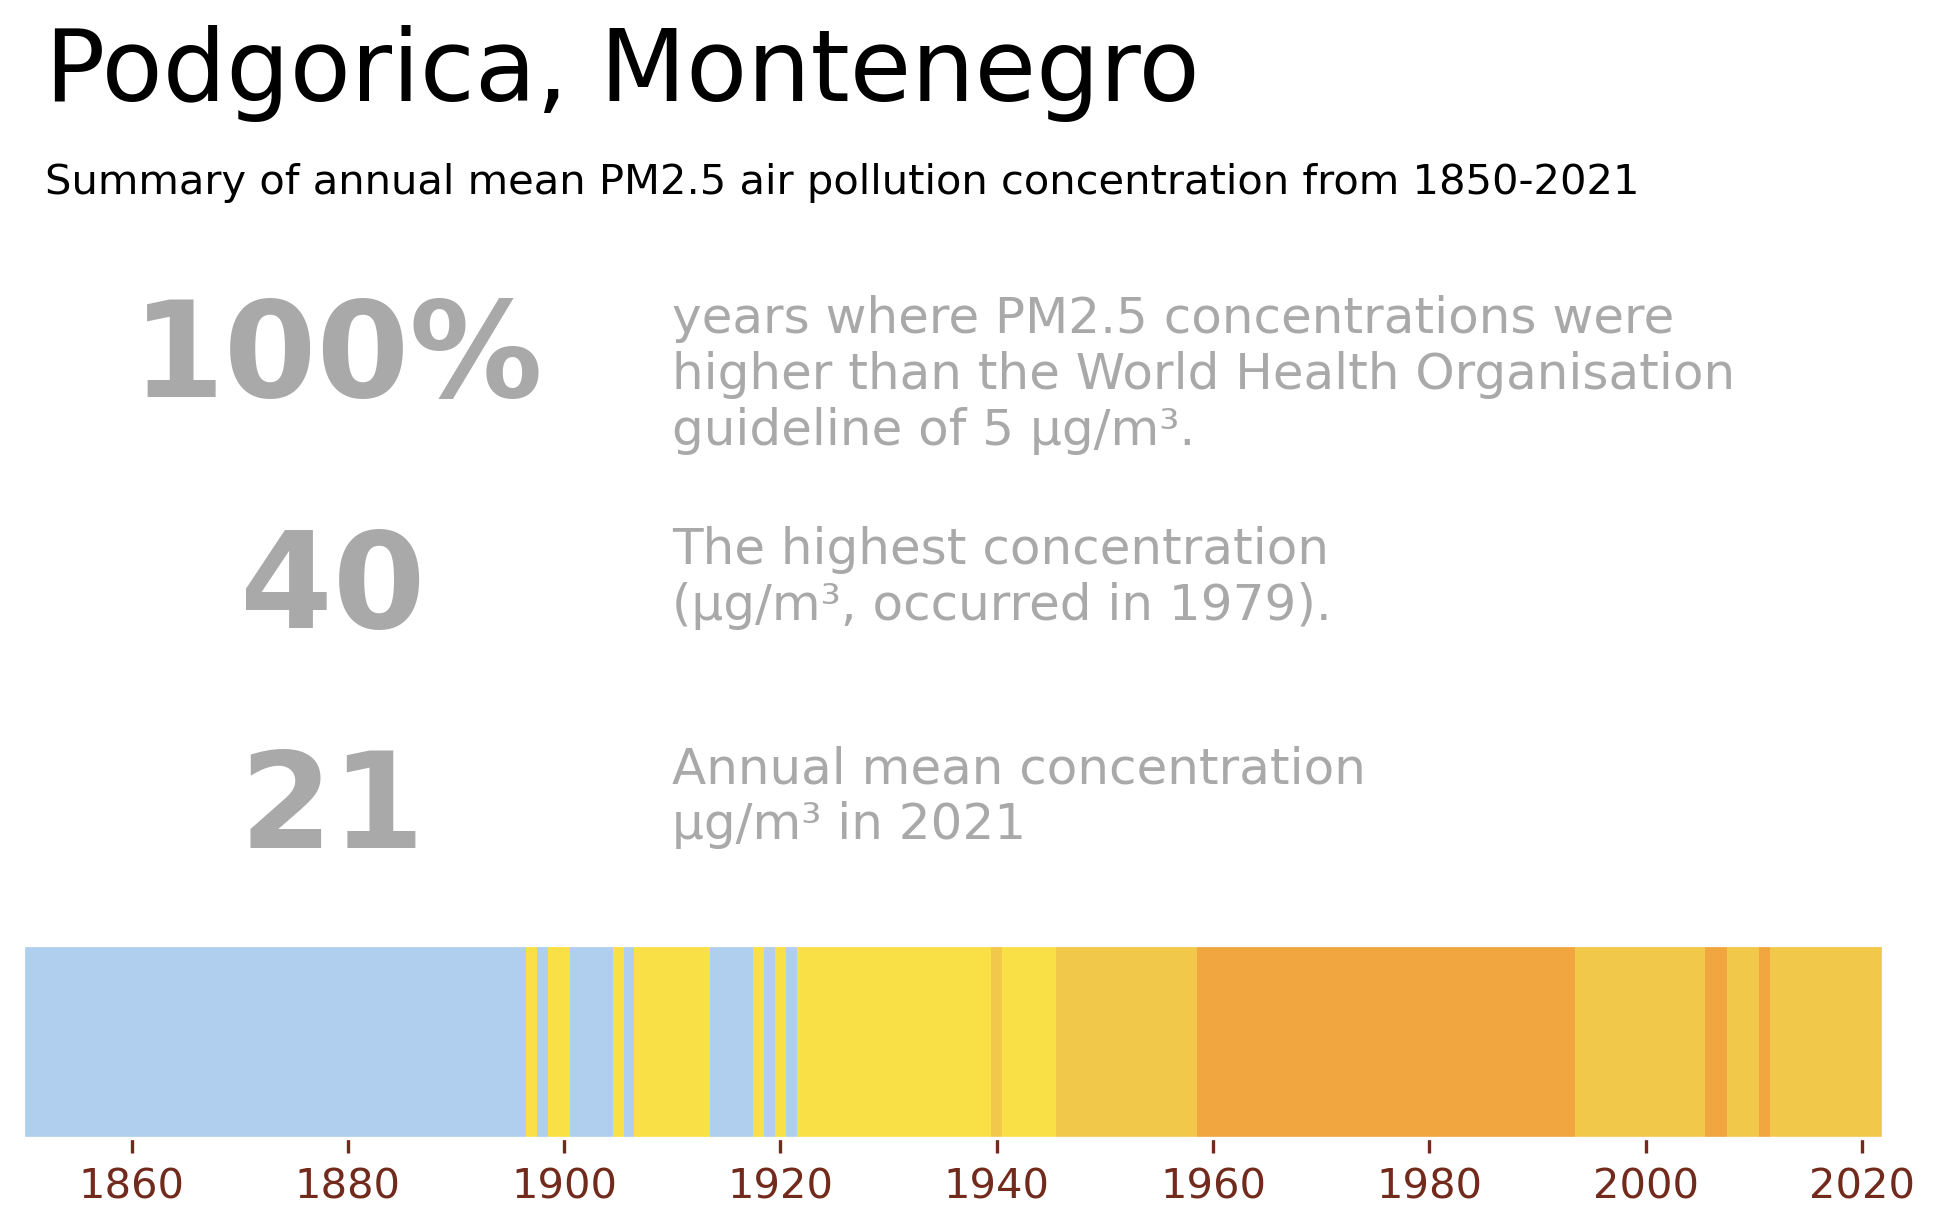 Podgorica, Montenegro
Summary of annual mean PM2.5 air pollution concentration from 1850-2021
100%
years where PM2.5 concentrations were
higher than the World Health Organisation
guideline of 5 µg/m³.
40
The highest concentration
(µg/m³, occurred in 1979).
21
Annual mean concentration
µg/m³ in 2021
1860 1880 1900 1920 1940 1960 1980 2000 2020